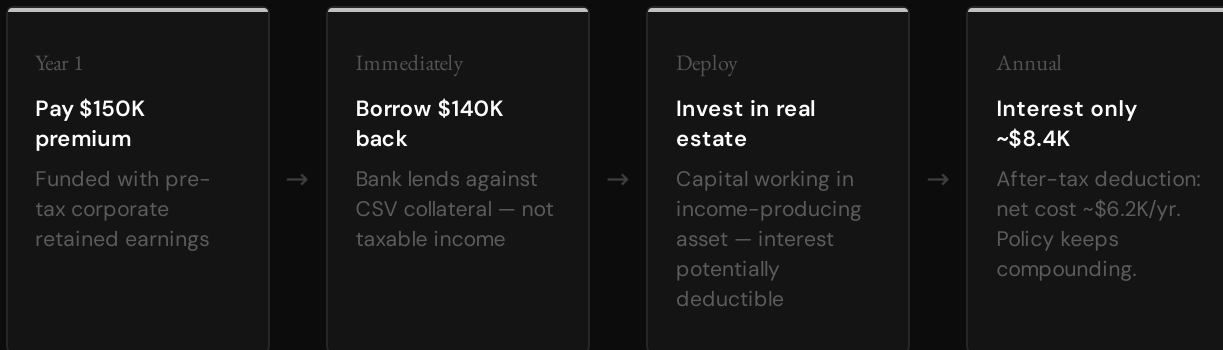 Year 1
Pay $150K
premium
Funded with pre-
tax corporate
retained earnings
→
Immediately
Borrow $140K
back
Bank lends against
CSV collateral — not
taxable income
→
Deploy
Invest in real
estate
Capital working in
income-producing
asset — interest
potentially
deductible
→
Annual
Interest only
~$8.4K
After-tax deduction:
net cost ~$6.2K/yr.
Policy keeps
compounding.